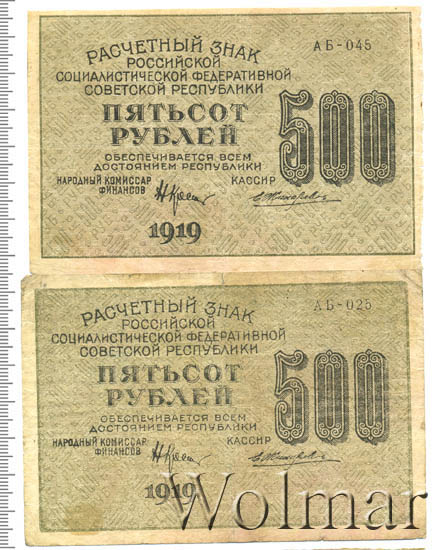 РАСЧЕТНЫЙ ЗНАК
АБ-045
РОССИЙСКОЙ
СОЦИАЛИСТИЧЕСКОЙ ФЕДЕРАТИВНОЙ
СОВЕТСКОЙ РЕСПУБЛИКИ
ПЯТЬСОТ
РУБЛЕЙ
500
ОБЕСПЕЧИВАЕТСЯ ВСЕМ
ДОСТОЯНИЕМ РЕСПУБЛИКИ
НАРОДНЫЙ КОМИССАР
ФИНАНСОВ
КАССИР
1919
РАСЧЕТНЫЙ ЗНАК
АБ-025
РОССИЙСКОЙ
СОЦИАЛИСТИЧЕСКОЙ ФЕДЕРАТИВНОЙ
СОВЕТСКОЙ РЕСПУБЛИКИ
ПЯТЬСОТ
РУБЛЕЙ
500
ОБЕСПЕЧИВАЕТСЯ ВСЕМ
ДОСТОЯНИЕМ РЕСПУБЛИКИ
НАРОДНЫЙ КОМИССАР
ФИНАНСОВ
КАССИР
1919
Wolmar